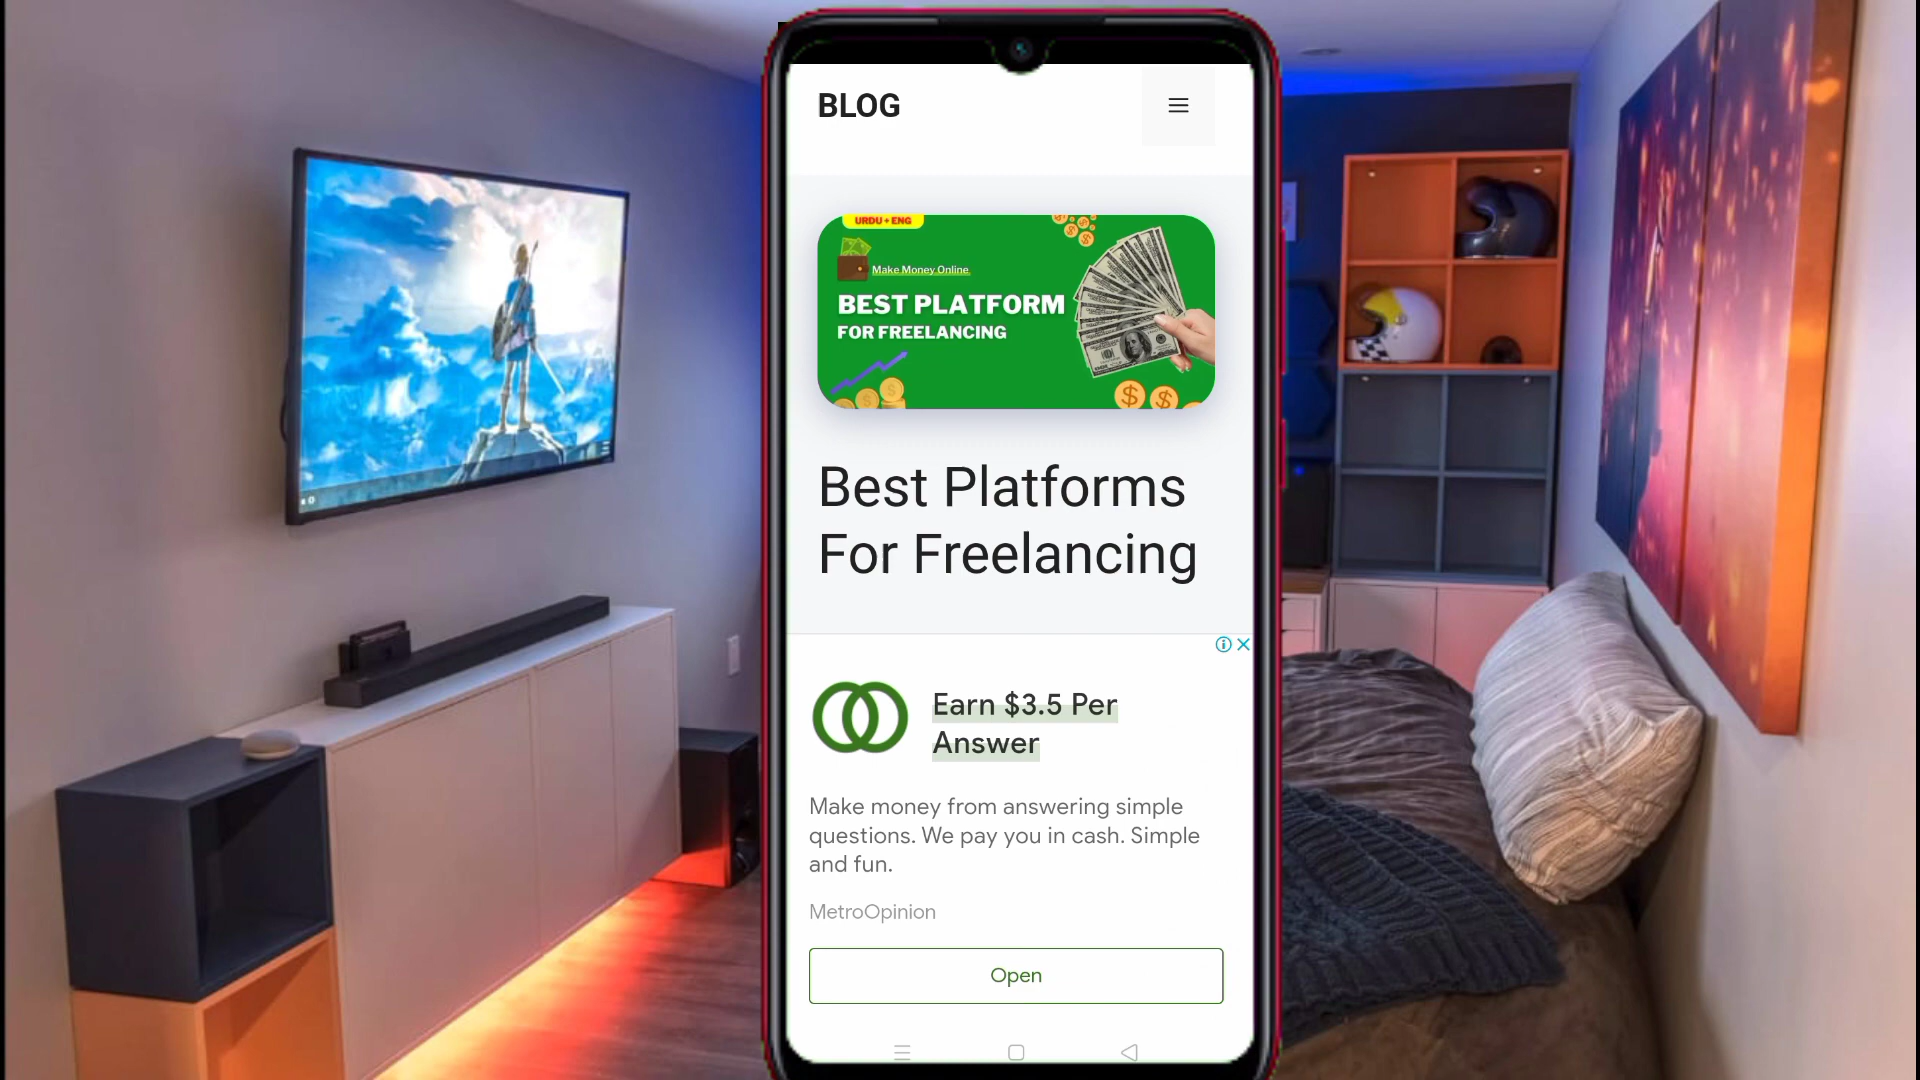 BLOG
URDU + ENG
Make Money Online
BEST PLATFORM
FOR FREELANCING
Best Platforms
For Freelancing
Earn $3.5 Per
Answer
Make money from answering simple
questions. We pay you in cash. Simple
and fun.
MetroOpinion
Open